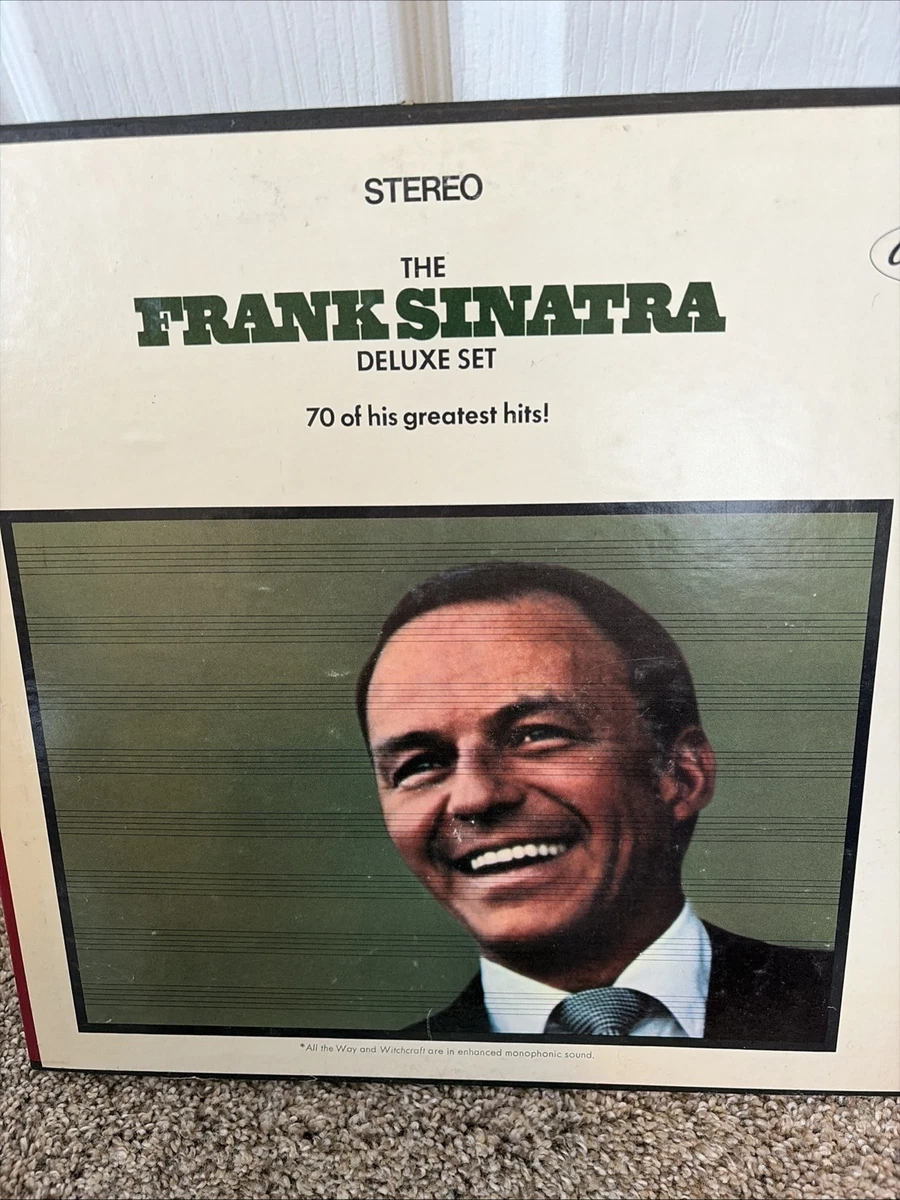 STEREO
THE
FRANK SINATRA
DELUXE SET
70 of his greatest hits!
*All the Way and Witchcraft are in enhanced monophonic sound.